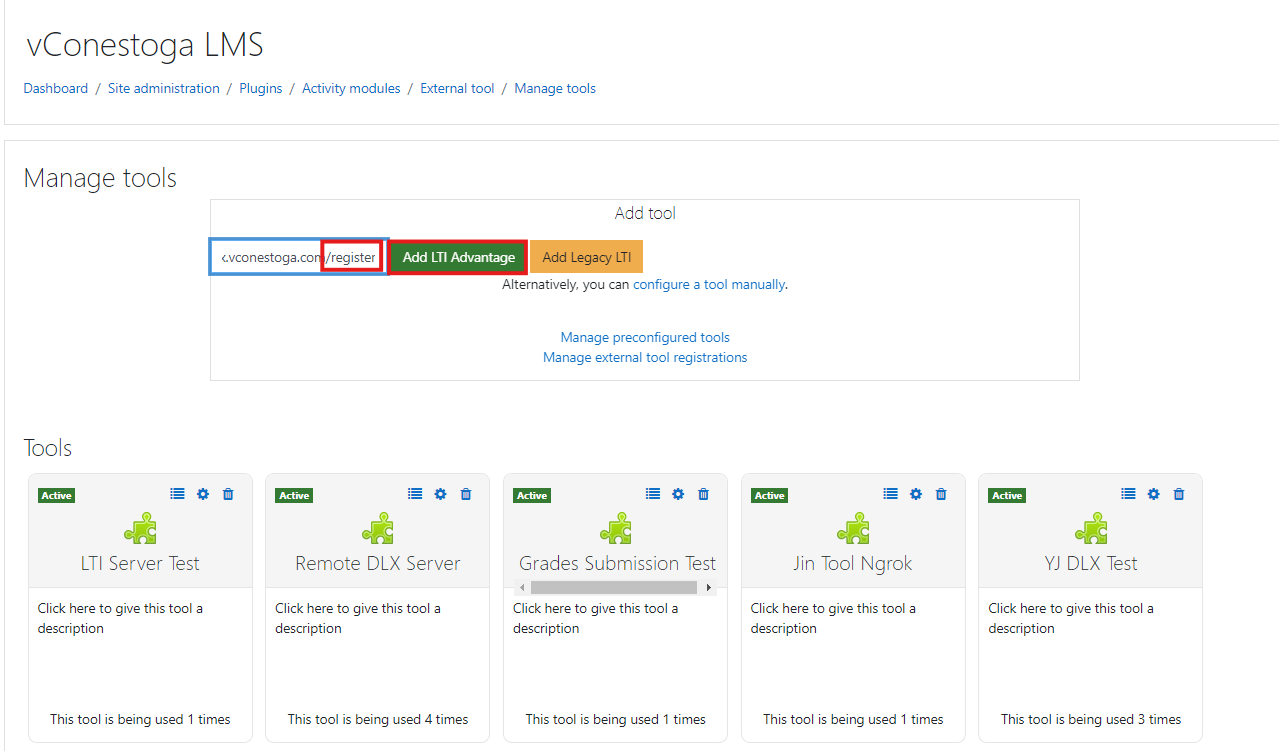 vConestoga LMS
Dashboard / Site administration / Plugins / Activity modules / External tool / Manage tools
Manage tools
Add tool
.vconestoga.com/register Add LTI Advantage Add Legacy LTI
Alternatively, you can configure a tool manually.
Manage preconfigured tools
Manage external tool registrations
Tools
Active Active Active Active Active
LTI Server Test Remote DLX Server Grades Submission Test Jin Tool Ngrok YJ DLX Test
Click here to give this tool a Click here to give this tool a Click here to give this tool a Click here to give this tool a Click here to give this tool a
description description description description description
This tool is being used 1 times This tool is being used 4 times This tool is being used 1 times This tool is being used 1 times This tool is being used 3 times